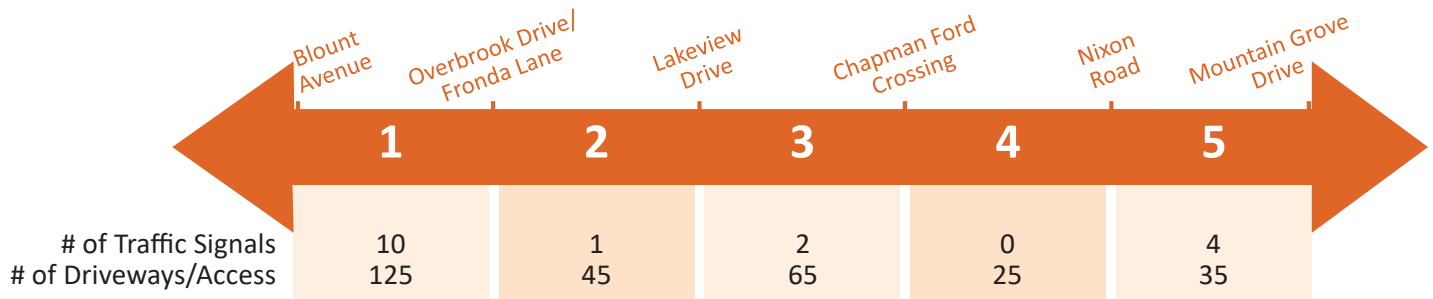 Blount
Avenue
Overbrook Drive/
Fronda Lane
Lakeview
Drive
Chapman Ford
Crossing
Nixon
Road
Mountain Grove
Drive
1 2 3 4 5
# of Traffic Signals 10 1 2 0 4
# of Driveways/Access 125 45 65 25 35